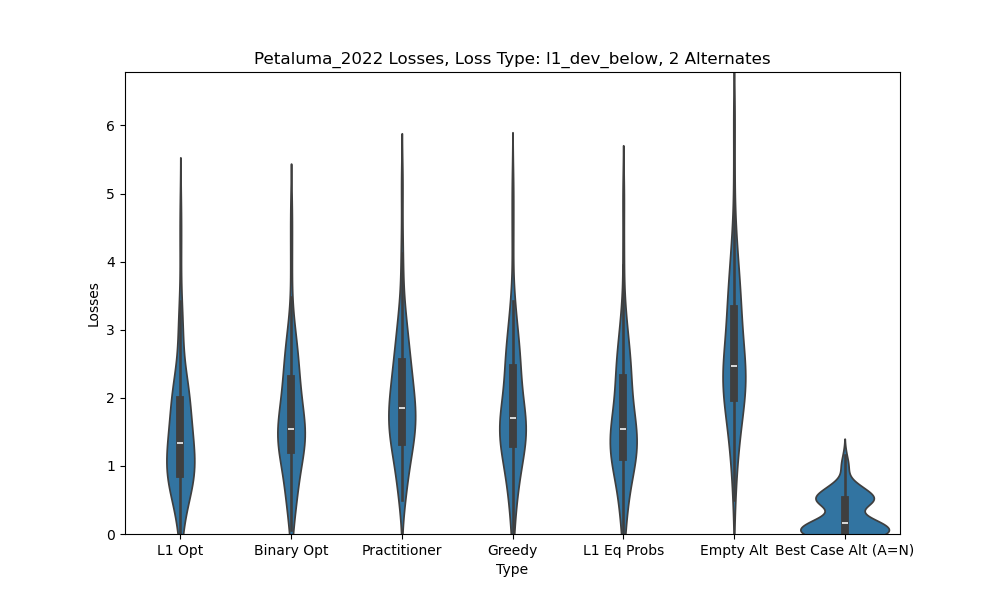 Petaluma_2022 Losses, Loss Type: l1_dev_below, 2 Alternates
Losses
6
5
4
3
2
1
0
L1 Opt Binary Opt Practitioner Greedy L1 Eq Probs Empty Alt Best Case Alt (A=N)
Type